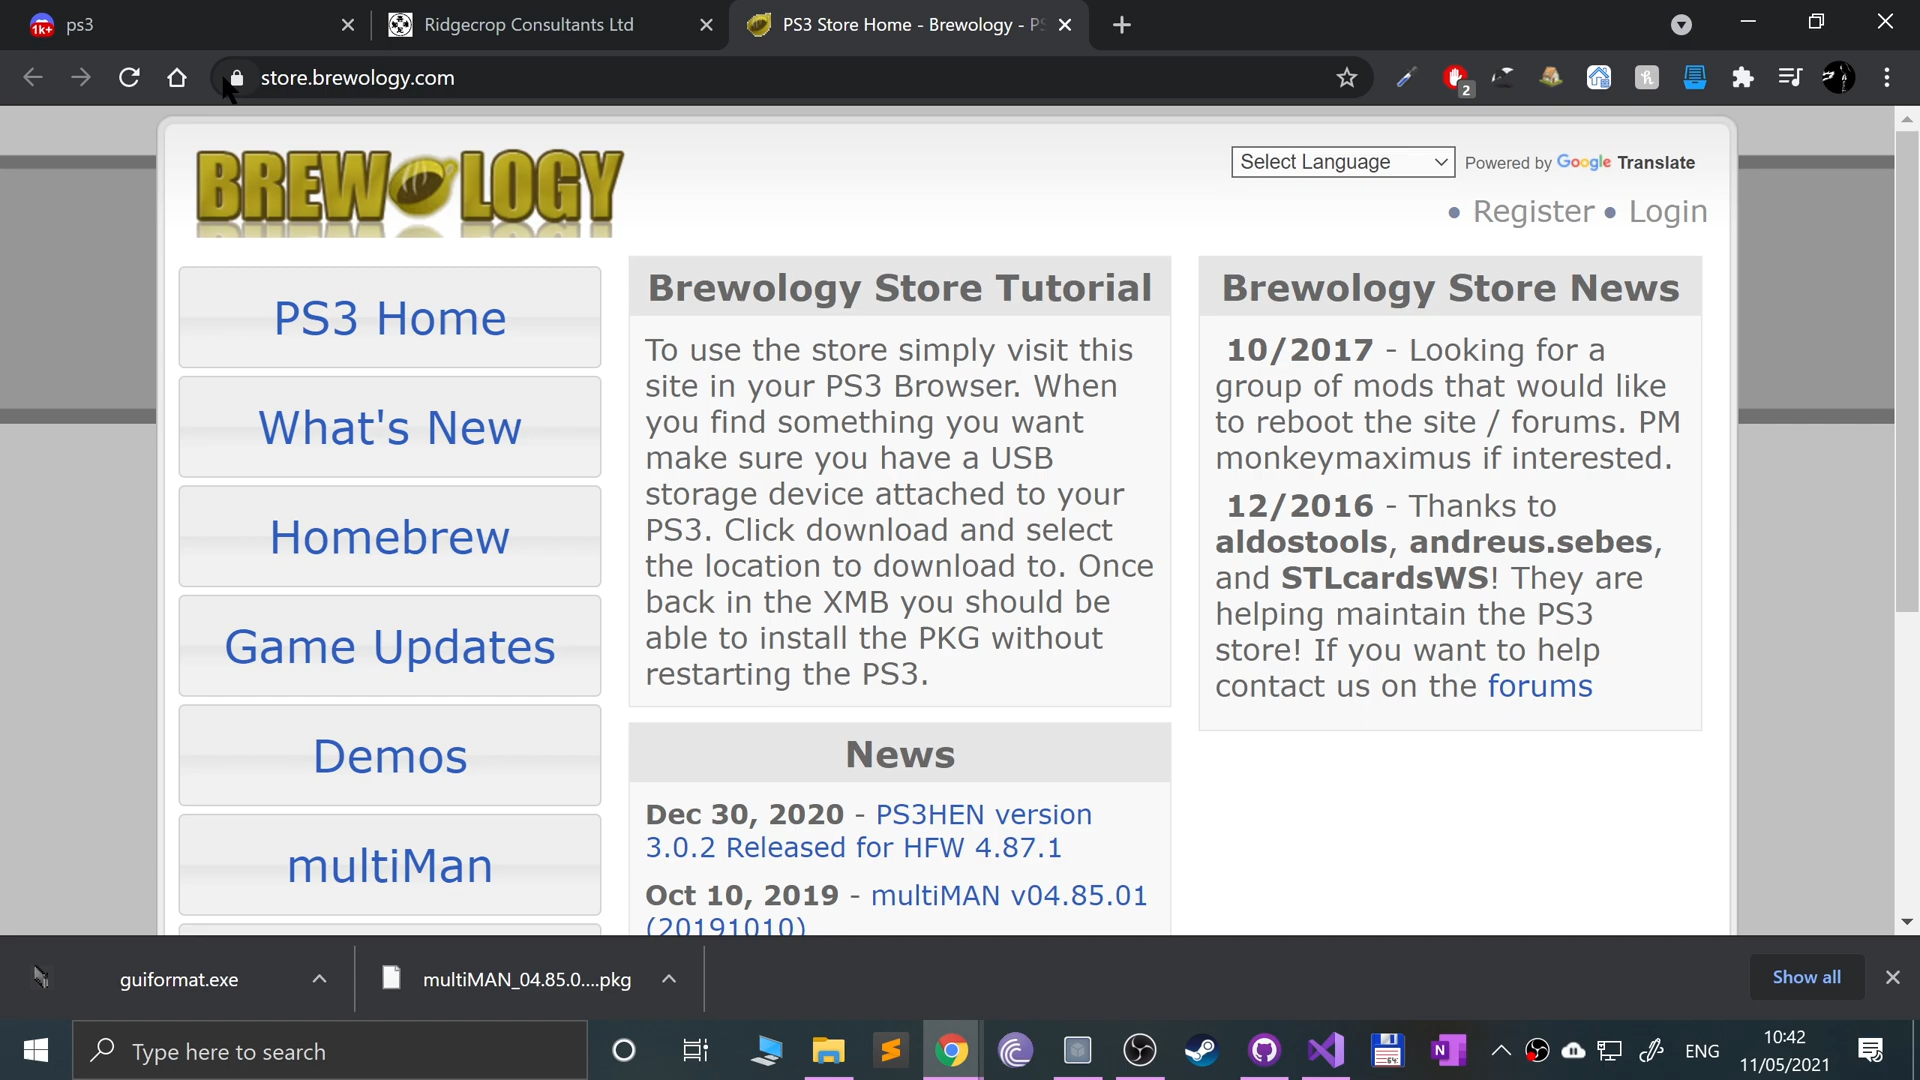 1k+ ps3
Ridgecrop Consultants Ltd
PS3 Store Home - Brewology - PS
store.brewology.com
2
BREWOLOGY
Select Language
Powered by Google Translate
• Register • Login
PS3 Home
What's New
Homebrew
Game Updates
Demos
multiMan
Brewology Store Tutorial
To use the store simply visit this
site in your PS3 Browser. When
you find something you want
make sure you have a USB
storage device attached to your
PS3. Click download and select
the location to download to. Once
back in the XMB you should be
able to install the PKG without
restarting the PS3.
News
Dec 30, 2020 - PS3HEN version
3.0.2 Released for HFW 4.87.1
Oct 10, 2019 - multiMAN v04.85.01
(20191010)
Brewology Store News
10/2017 - Looking for a
group of mods that would like
to reboot the site / forums. PM
monkeymaximus if interested.
12/2016 - Thanks to
aldostools, andreus.sebes,
and STLcardsWS! They are
helping maintain the PS3
store! If you want to help
contact us on the forums
guiformat.exe
multiMAN_04.85.0....pkg
Show all
Type here to search
64
N
ENG
10:42
11/05/2021